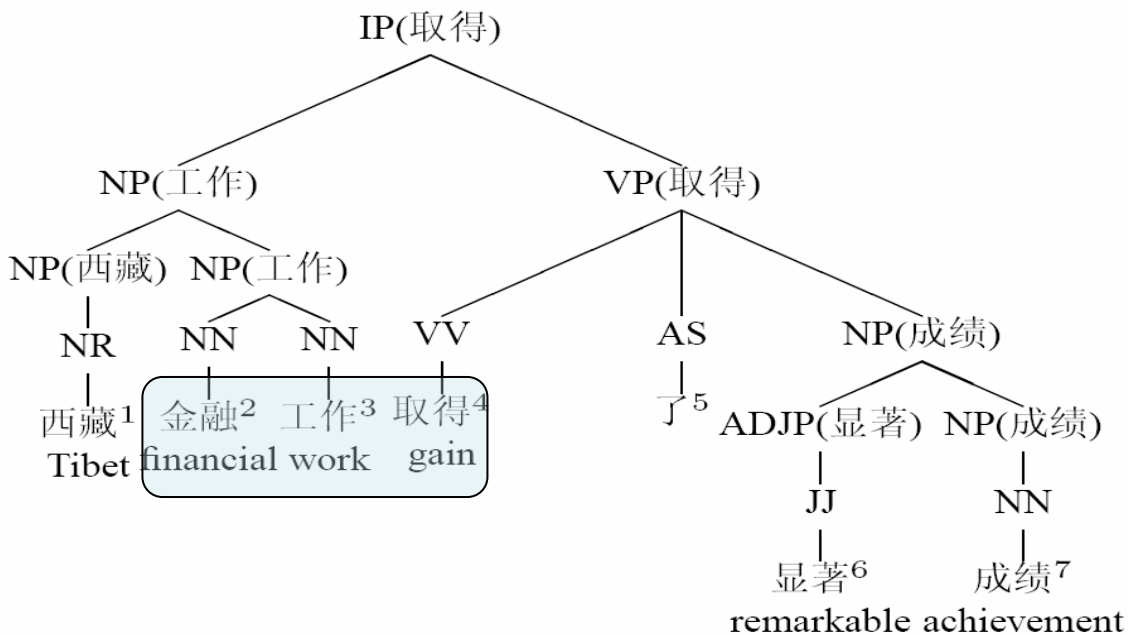 IP(取得)
NP(工作) VP(取得)
NP(西藏) NP(工作)
NR NN NN VV AS NP(成绩)
西藏1 金融2 工作3 取得4 了5 ADJP(显著) NP(成绩)
Tibet financial work gain
JJ NN
显著6 成绩7
remarkable achievement